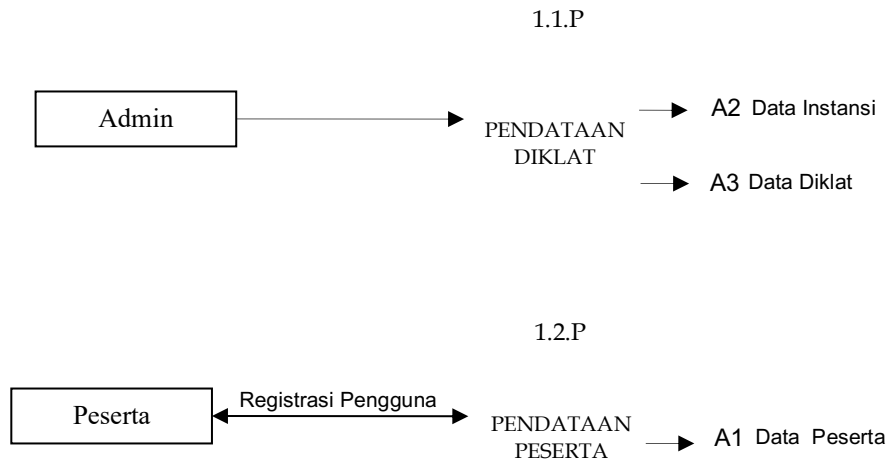 1.1.P
Admin
PENDATAAN
DIKLAT
A2 Data Instansi
A3 Data Diklat
1.2.P
Peserta
Registrasi Pengguna
PENDATAAN
PESERTA
A1 Data Peserta